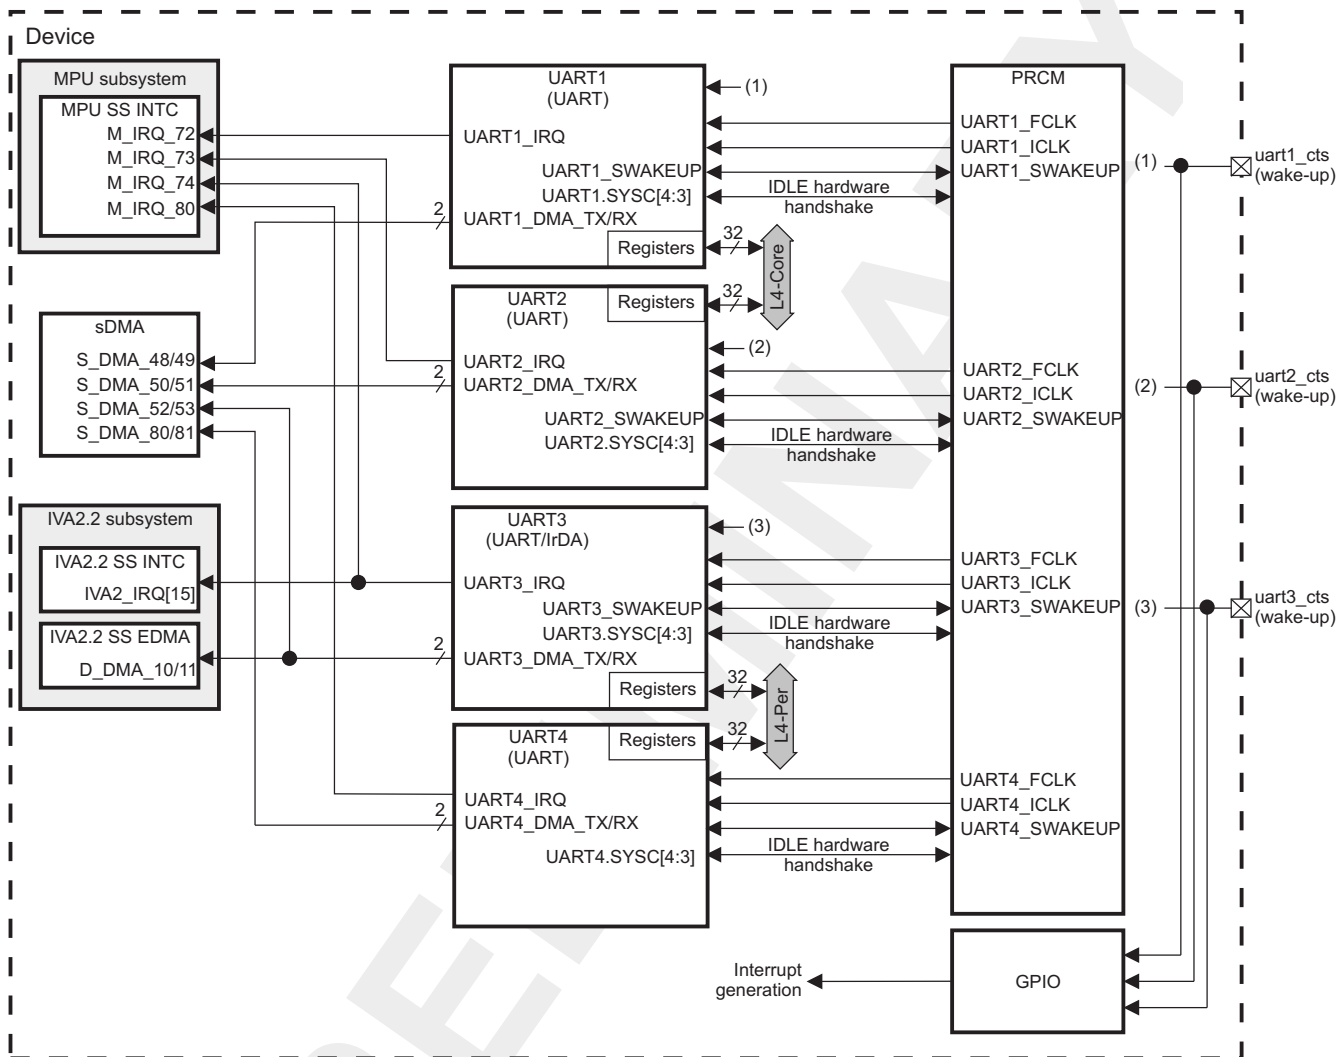 Device
MPU subsystem
MPU SS INTC
M_IRQ_72
M_IRQ_73
M_IRQ_74
M_IRQ_80
sDMA
S_DMA_48/49
S_DMA_50/51
S_DMA_52/53
S_DMA_80/81
IVA2.2 subsystem
IVA2.2 SS INTC
IVA2_IRQ[15]
IVA2.2 SS EDMA
D_DMA_10/11
UART1
(UART)
(1)
UART1_IRQ
UART1_SWAKEUP
UART1.SYSC[4:3]
2
UART1_DMA_TX/RX
Registers
32
IDLE hardware
handshake
L4-Core
UART2
(UART)
Registers
32
(2)
UART2_IRQ
2
UART2_DMA_TX/RX
UART2_SWAKEUP
UART2.SYSC[4:3]
IDLE hardware
handshake
UART3
(UART/IrDA)
(3)
UART3_IRQ
UART3_SWAKEUP
UART3.SYSC[4:3]
2
UART3_DMA_TX/RX
Registers
32
IDLE hardware
handshake
L4-Per
UART4
(UART)
Registers
32
UART4_IRQ
2
UART4_DMA_TX/RX
UART4.SYSC[4:3]
IDLE hardware
handshake
PRCM
UART1_FCLK
UART1_ICLK
UART1_SWAKEUP
(1)
UART2_FCLK
UART2_ICLK
(2)
UART2_SWAKEUP
UART3_FCLK
UART3_ICLK
UART3_SWAKEUP
(3)
UART4_FCLK
UART4_ICLK
UART4_SWAKEUP
uart1_cts
(wake-up)
uart2_cts
(wake-up)
uart3_cts
(wake-up)
Interrupt
generation
GPIO